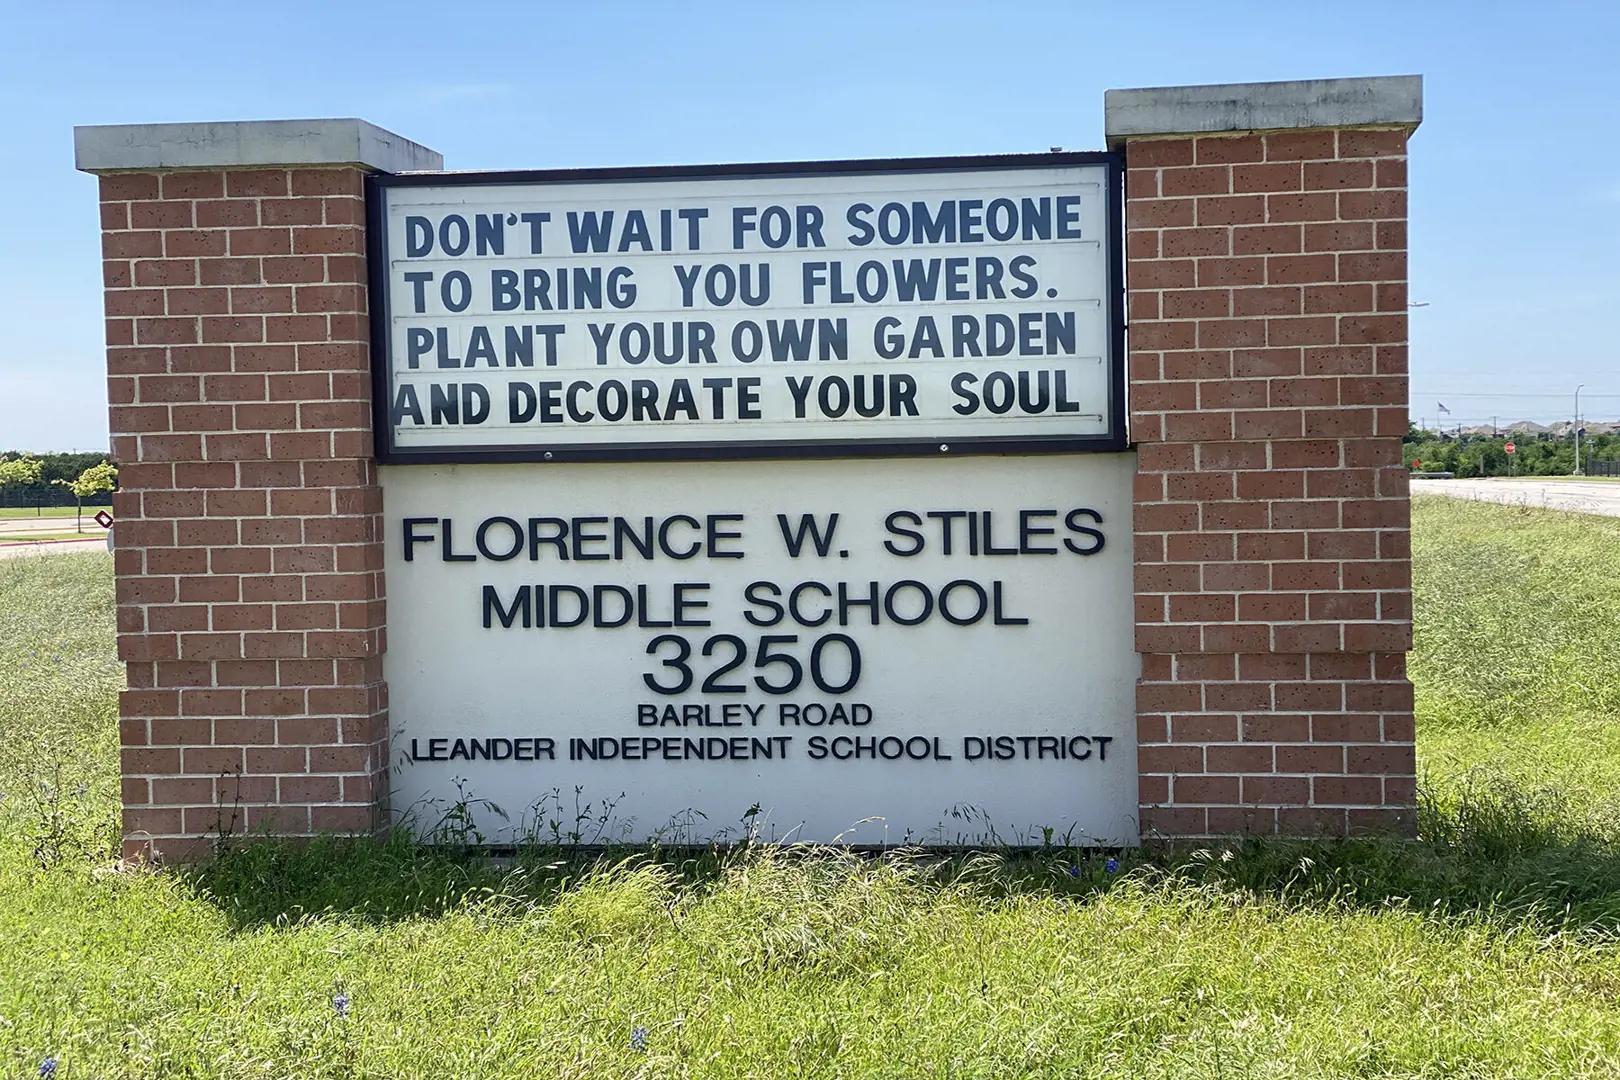 DON'T WAIT FOR SOMEONE
TO BRING YOU FLOWERS.
PLANT YOUR OWN GARDEN
AND DECORATE YOUR SOUL
FLORENCE W. STILES
MIDDLE SCHOOL
3250
BARLEY ROAD
LEANDER INDEPENDENT SCHOOL DISTRICT